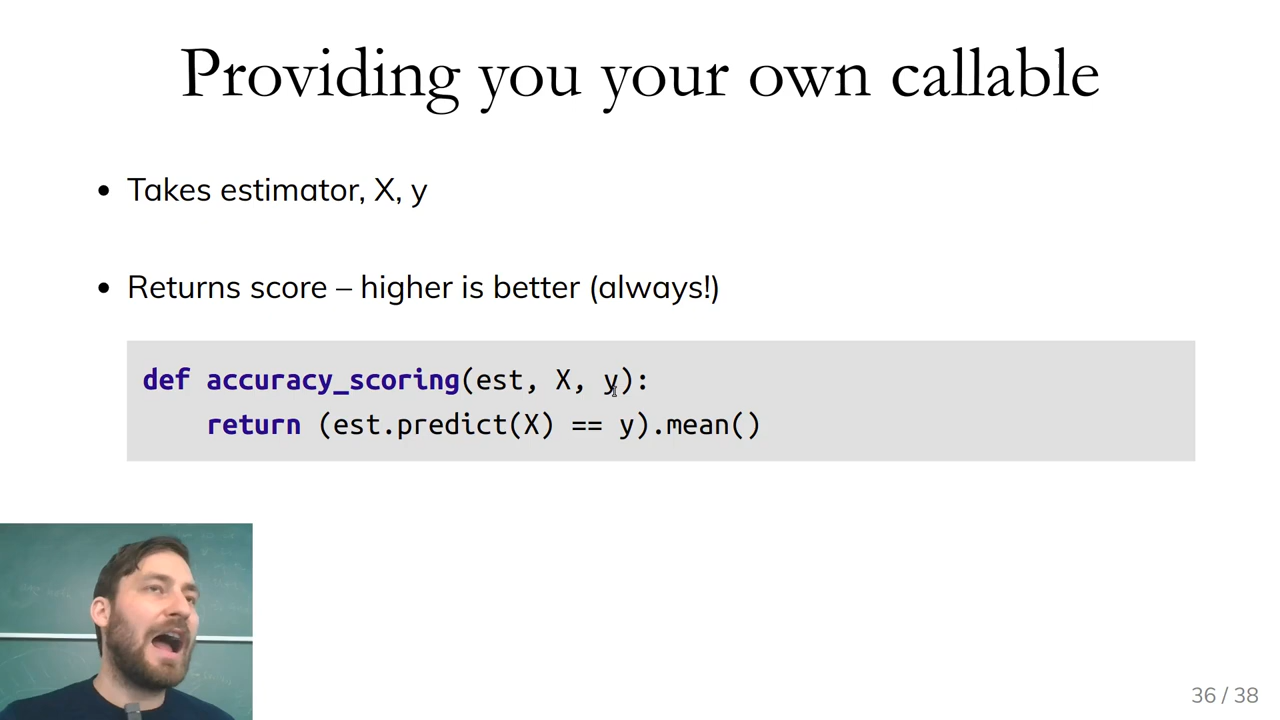 Providing you your own callable
• Takes estimator, X, y
• Returns score – higher is better (always!)
def accuracy_scoring(est, X, y):
    return (est.predict(X) == y).mean()
36 / 38